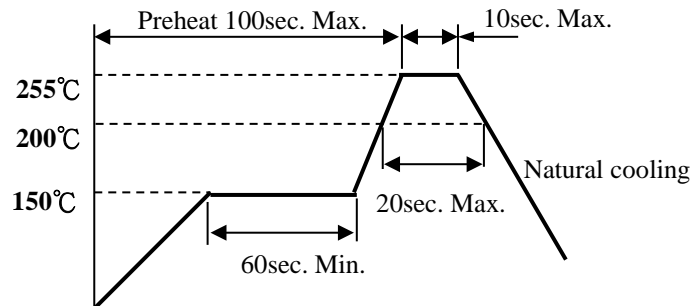 Preheat 100sec. Max.
10sec. Max.
255℃
200℃
Natural cooling
150℃
20sec. Max.
60sec. Min.